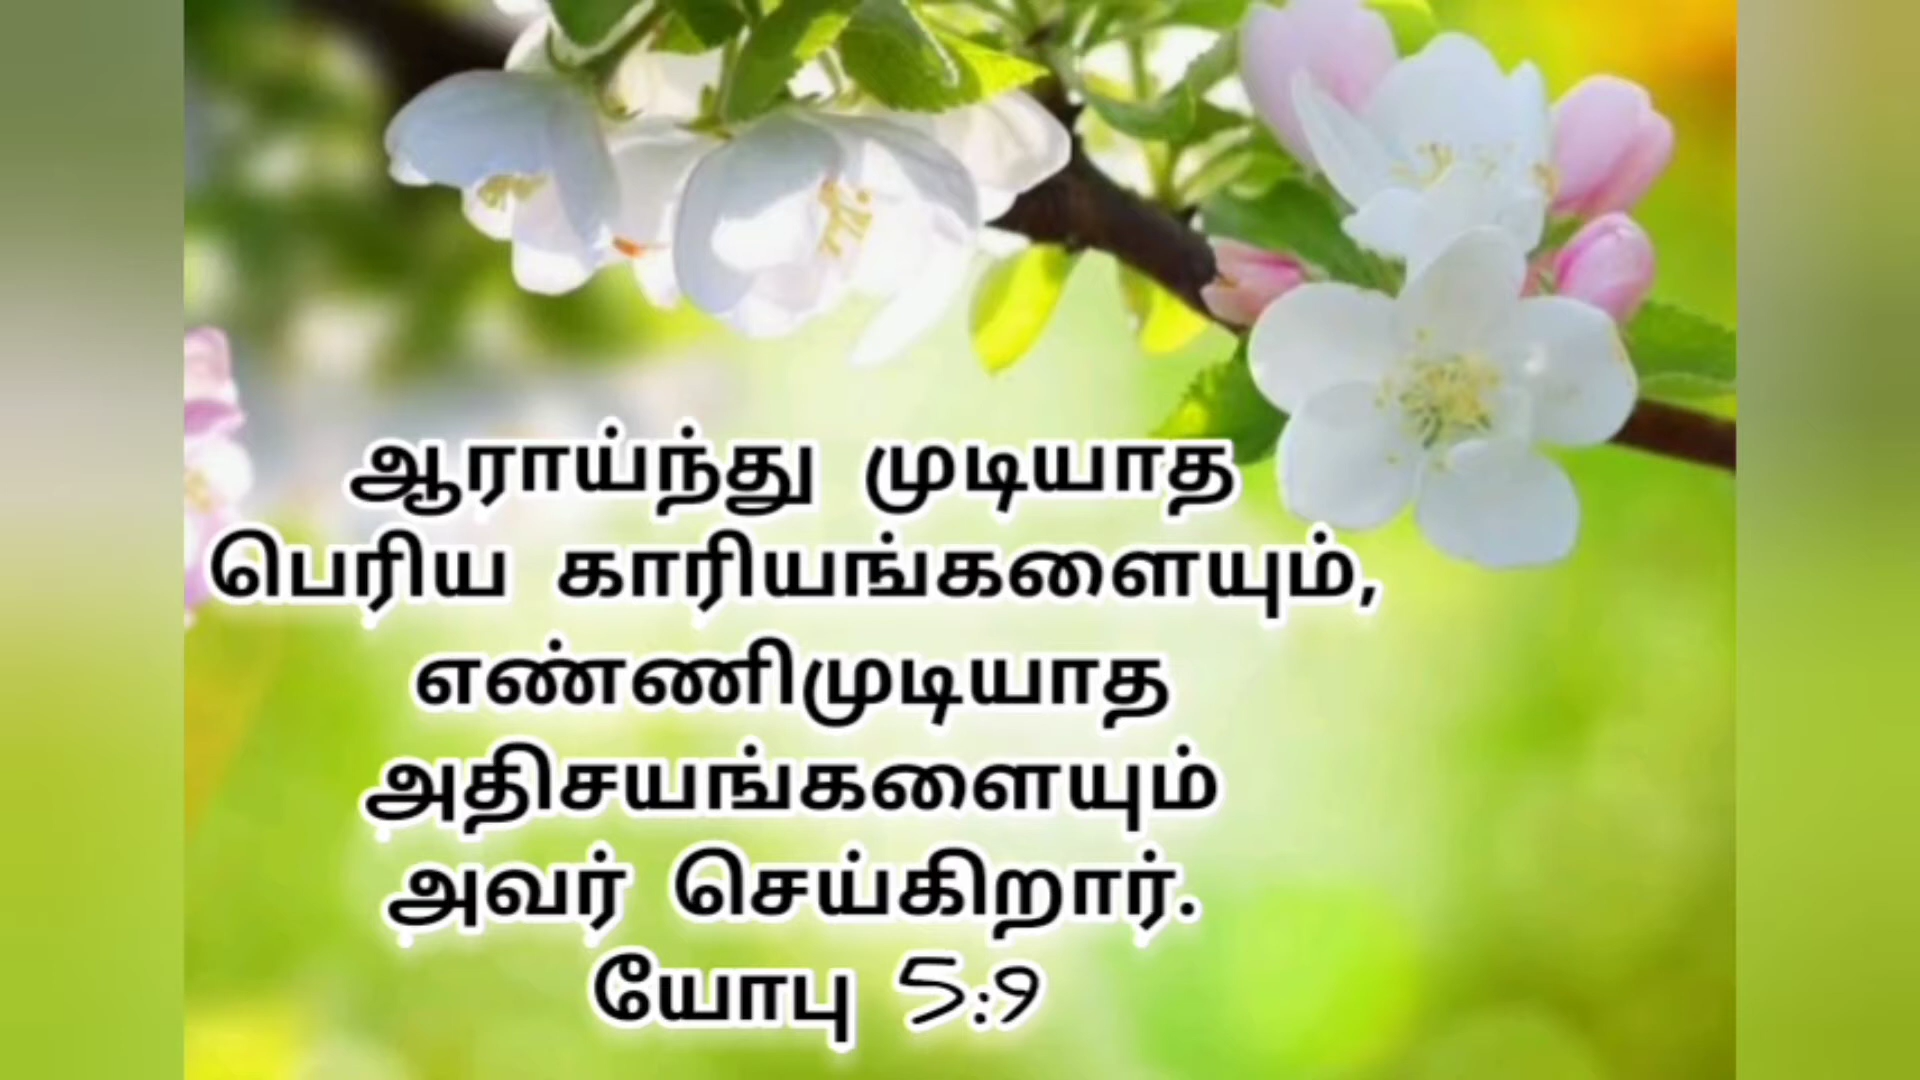 ஆராய்ந்து முடியாத
பெரிய காரியங்களையும்,
எண்ணிமுடியாத
அதிசயங்களையும்
அவர் செய்கிறார்.
யோபு 5:9